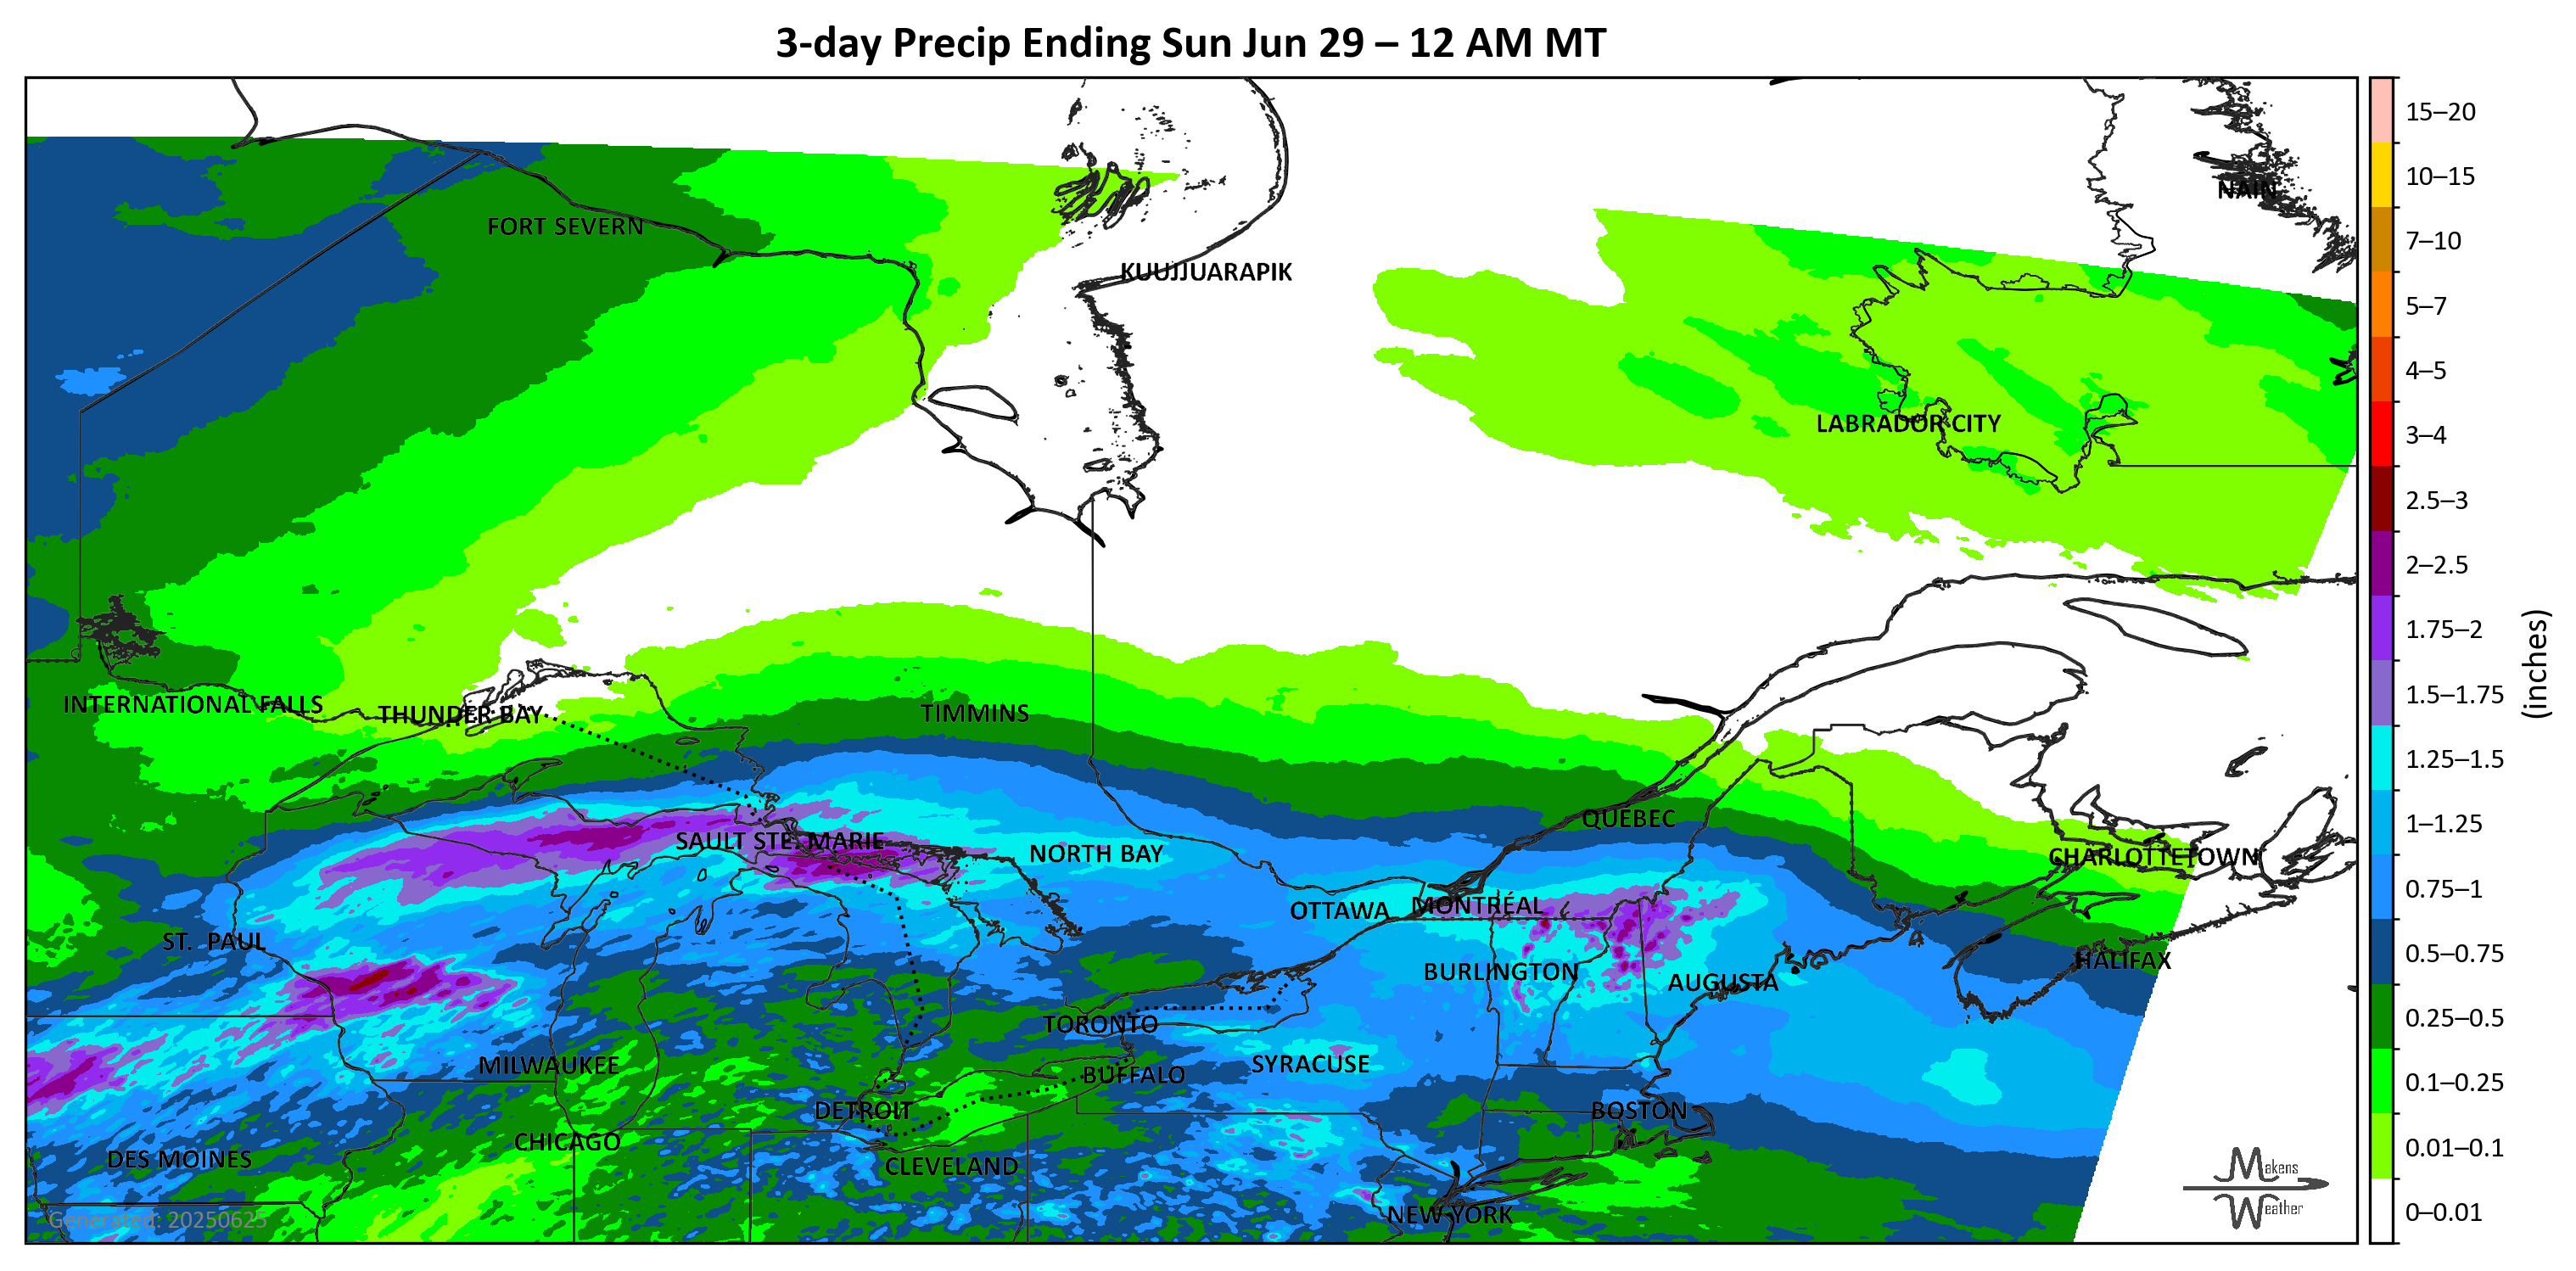 3-day Precip Ending Sun Jun 29 – 12 AM MT
15–20
10–15
7–10
5–7
4–5
3–4
2.5–3
2–2.5
1.75–2
1.5–1.75
1.25–1.5
1–1.25
0.75–1
0.5–0.75
0.25–0.5
0.1–0.25
0.01–0.1
0–0.01
(inches)
NAIN
FORT SEVERN
KUUJJUARAPIK
LABRADOR CITY
INTERNATIONAL FALLS
THUNDER BAY
TIMMINS
QUEBEC
SAULT STE. MARIE
NORTH BAY
CHARLOTTETOWN
OTTAWA
MONTRÉAL
ST. PAUL
HALIFAX
BURLINGTON
AUGUSTA
TORONTO
MILWAUKEE
SYRACUSE
BUFFALO
DETROIT
BOSTON
CHICAGO
DES MOINES
CLEVELAND
NEW YORK
Generated: 20250625
Makens
Weather